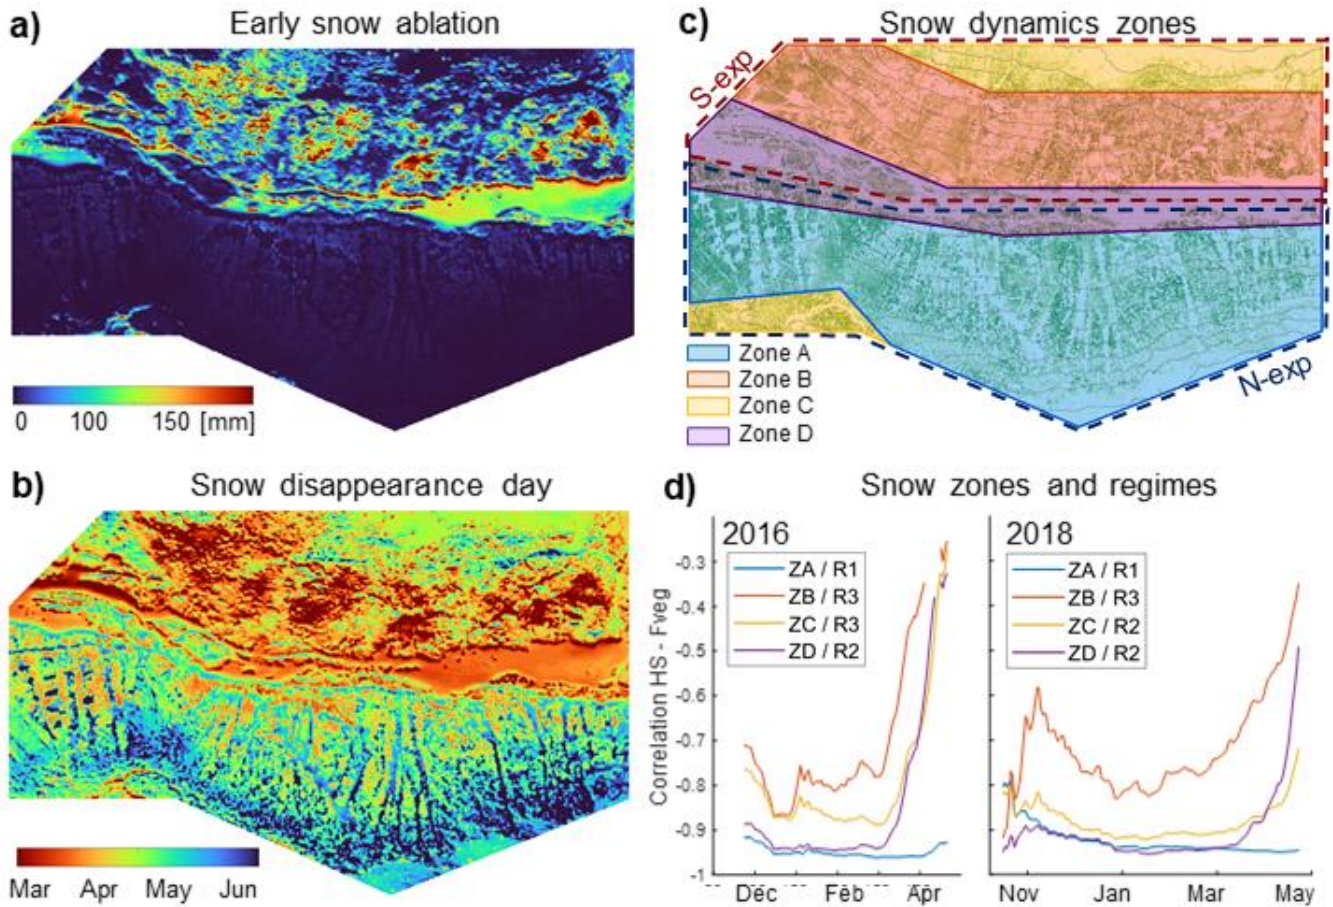 a) Early snow ablation
0 100 150 [mm]
b) Snow disappearance day
Mar Apr May Jun
c) Snow dynamics zones
S-exp
N-exp
Zone A
Zone B
Zone C
Zone D
d) Snow zones and regimes
Correlation HS - Fveg
-0.3
-0.4
-0.5
-0.6
-0.7
-0.8
-0.9
-1
2016
ZA / R1
ZB / R3
ZC / R3
ZD / R2
Dec Feb Apr
2018
ZA / R1
ZB / R3
ZC / R2
ZD / R2
Nov Jan Mar May